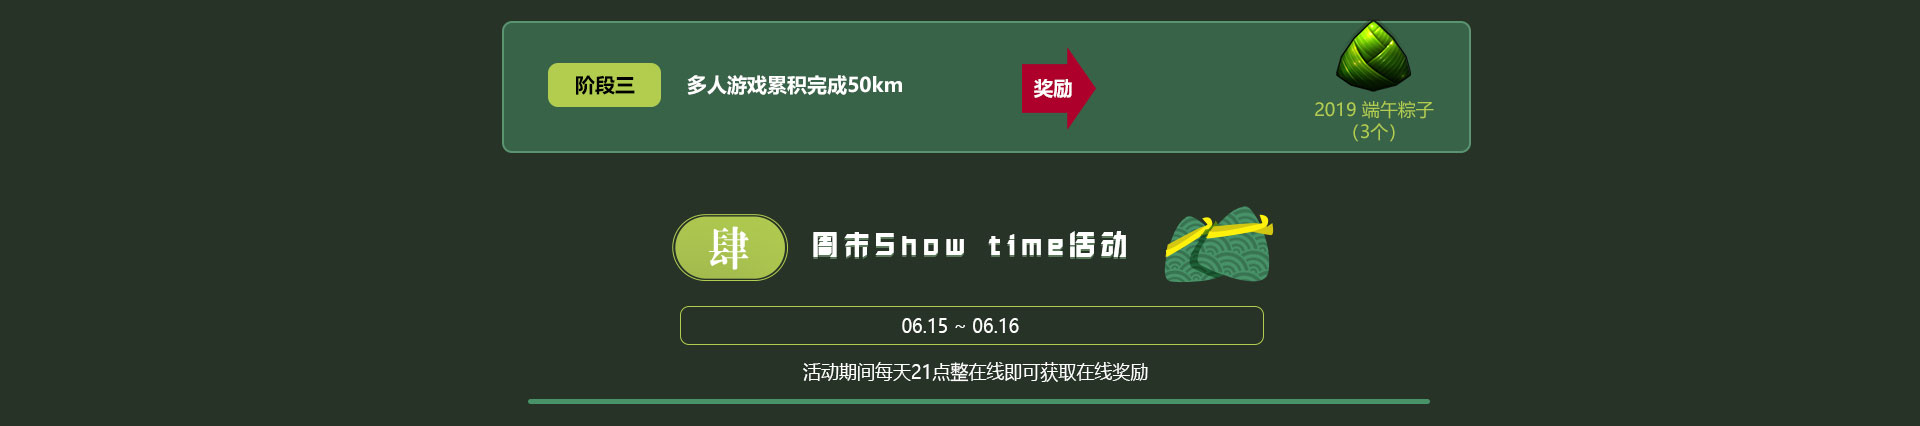 阶段三
多人游戏累积完成50km
奖励
2019 端午粽子
（3个）
肆
周末Show time活动
06.15 ~ 06.16
活动期间每天21点整在线即可获取在线奖励